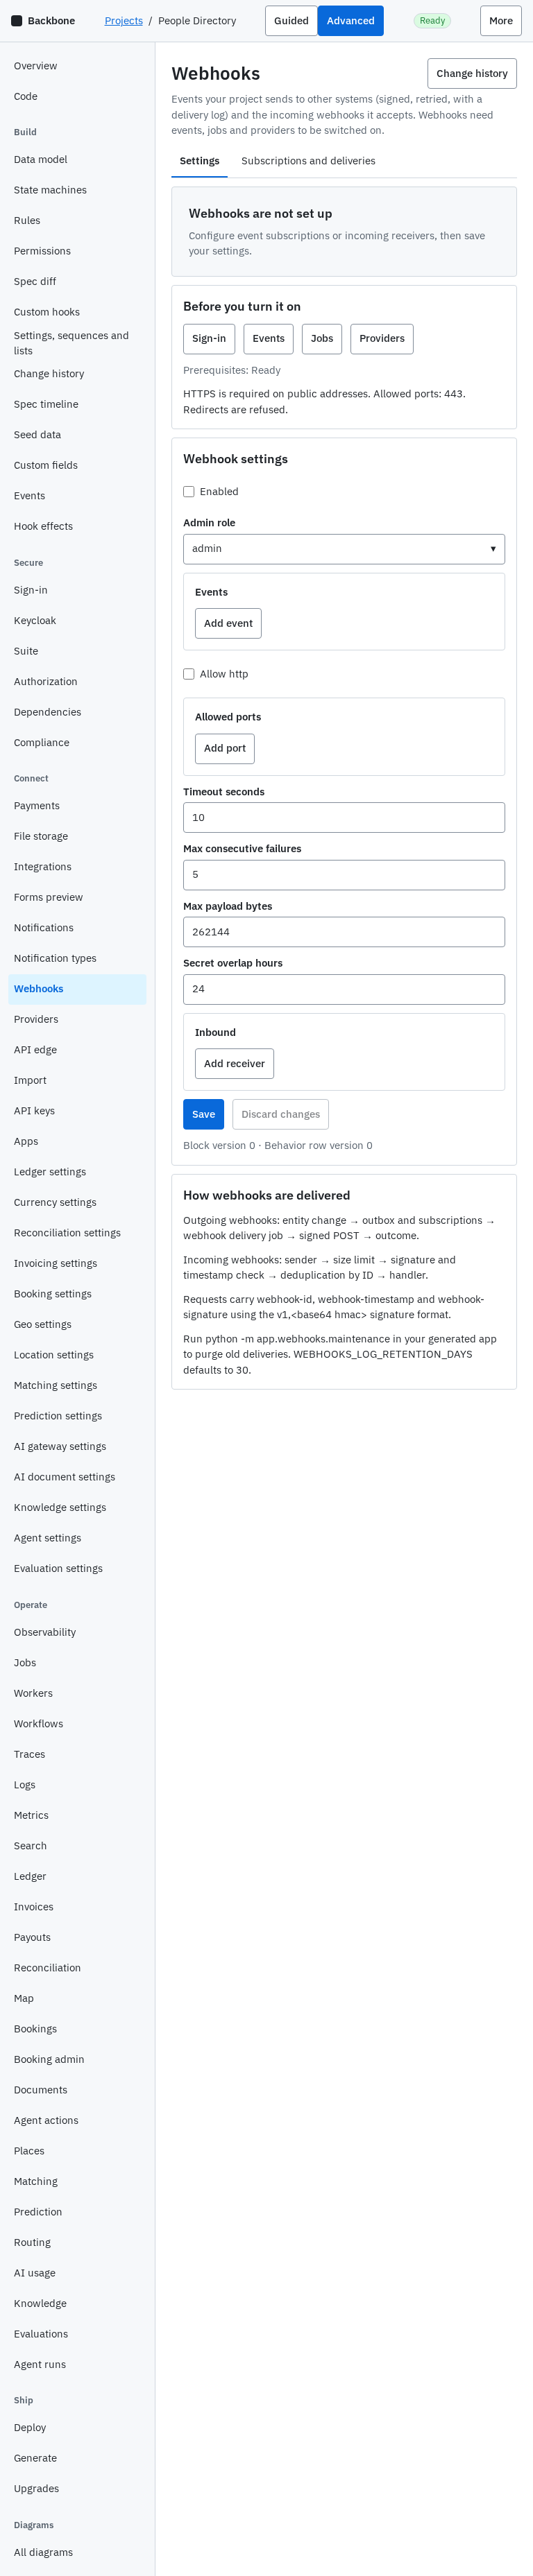 Backbone
Projects / People Directory
Guided
Advanced
Ready
More
Overview
Code
Build
Data model
State machines
Rules
Permissions
Spec diff
Custom hooks
Settings, sequences and
lists
Change history
Spec timeline
Seed data
Custom fields
Events
Hook effects
Secure
Sign-in
Keycloak
Suite
Authorization
Dependencies
Compliance
Connect
Payments
File storage
Integrations
Forms preview
Notifications
Notification types
Webhooks
Providers
API edge
Import
API keys
Apps
Ledger settings
Currency settings
Reconciliation settings
Invoicing settings
Booking settings
Geo settings
Location settings
Matching settings
Prediction settings
AI gateway settings
AI document settings
Knowledge settings
Agent settings
Evaluation settings
Operate
Observability
Jobs
Workers
Workflows
Traces
Logs
Metrics
Search
Ledger
Invoices
Payouts
Reconciliation
Map
Bookings
Booking admin
Documents
Agent actions
Places
Matching
Prediction
Routing
AI usage
Knowledge
Evaluations
Agent runs
Ship
Deploy
Generate
Upgrades
Diagrams
All diagrams
Webhooks
Change history
Events your project sends to other systems (signed, retried, with a
delivery log) and the incoming webhooks it accepts. Webhooks need
events, jobs and providers to be switched on.
Settings
Subscriptions and deliveries
Webhooks are not set up
Configure event subscriptions or incoming receivers, then save
your settings.
Before you turn it on
Sign-in
Events
Jobs
Providers
Prerequisites: Ready
HTTPS is required on public addresses. Allowed ports: 443.
Redirects are refused.
Webhook settings
Enabled
Admin role
admin
Events
Add event
Allow http
Allowed ports
Add port
Timeout seconds
10
Max consecutive failures
5
Max payload bytes
262144
Secret overlap hours
24
Inbound
Add receiver
Save
Discard changes
Block version 0 · Behavior row version 0
How webhooks are delivered
Outgoing webhooks: entity change → outbox and subscriptions →
webhook delivery job → signed POST → outcome.
Incoming webhooks: sender → size limit → signature and
timestamp check → deduplication by ID → handler.
Requests carry webhook-id, webhook-timestamp and webhook-
signature using the v1,<base64 hmac> signature format.
Run python -m app.webhooks.maintenance in your generated app
to purge old deliveries. WEBHOOKS_LOG_RETENTION_DAYS
defaults to 30.